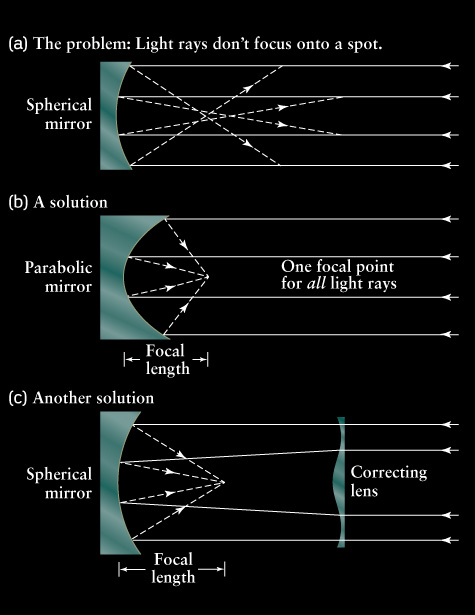 (a) The problem: Light rays don't focus onto a spot.
Spherical
mirror
(b) A solution
Parabolic
mirror
One focal point
for all light rays
Focal
length
(c) Another solution
Spherical
mirror
Correcting
lens
Focal
length